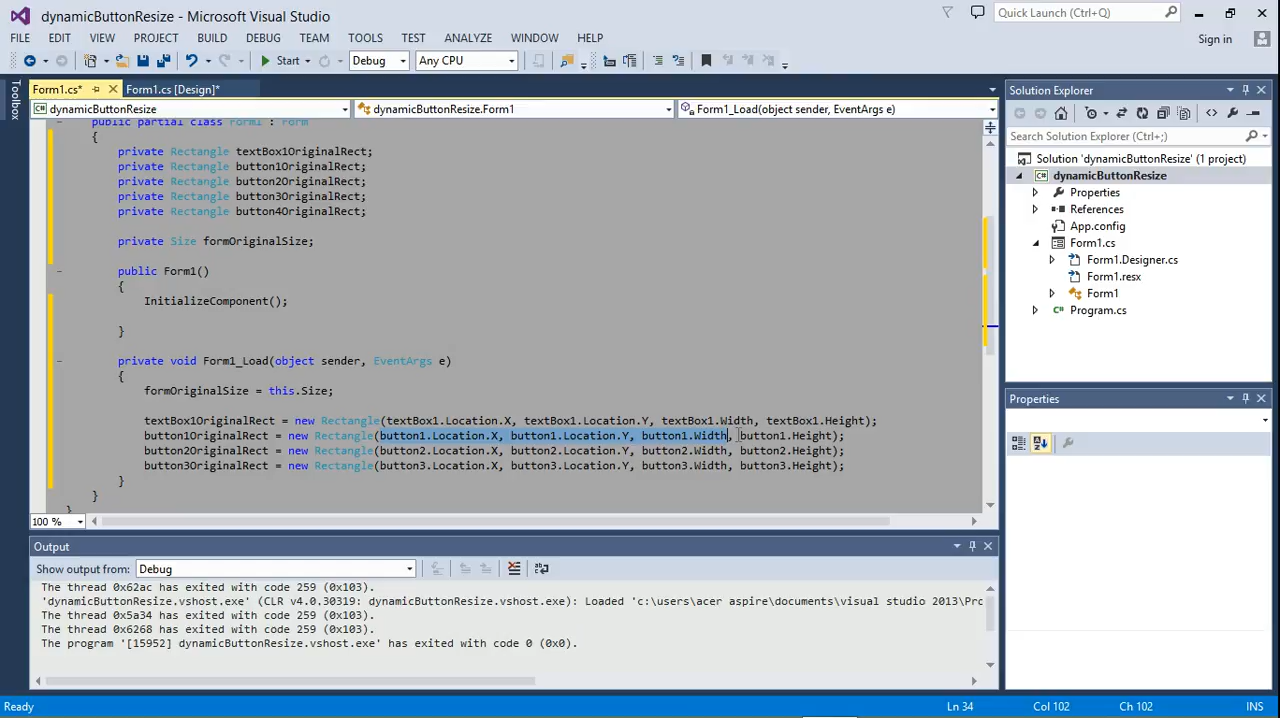 dynamicButtonResize - Microsoft Visual Studio
Quick Launch (Ctrl+Q)
FILE EDIT VIEW PROJECT BUILD DEBUG TEAM TOOLS TEST ANALYZE WINDOW HELP
Sign in
Start Debug Any CPU
Toolbox
Form1.cs* Form1.cs [Design]*
dynamicButtonResize dynamicButtonResize.Form1 Form1_Load(object sender, EventArgs e)
public partial class Form1 : Form
{
private Rectangle textBox1OriginalRect;
private Rectangle button1OriginalRect;
private Rectangle button2OriginalRect;
private Rectangle button3OriginalRect;
private Rectangle button4OriginalRect;
private Size formOriginalSize;
public Form1()
{
InitializeComponent();
}
private void Form1_Load(object sender, EventArgs e)
{
formOriginalSize = this.Size;
textBox1OriginalRect = new Rectangle(textBox1.Location.X, textBox1.Location.Y, textBox1.Width, textBox1.Height);
button1OriginalRect = new Rectangle(button1.Location.X, button1.Location.Y, button1.Width, button1.Height);
button2OriginalRect = new Rectangle(button2.Location.X, button2.Location.Y, button2.Width, button2.Height);
button3OriginalRect = new Rectangle(button3.Location.X, button3.Location.Y, button3.Width, button3.Height);
}
}
}
100 %
Output
Show output from: Debug
The thread 0x62ac has exited with code 259 (0x103).
'dynamicButtonResize.vshost.exe' (CLR v4.0.30319: dynamicButtonResize.vshost.exe): Loaded 'c:\users\acer aspire\documents\visual studio 2013\Pro
The thread 0x5a34 has exited with code 259 (0x103).
The thread 0x6268 has exited with code 259 (0x103).
The program '[15952] dynamicButtonResize.vshost.exe' has exited with code 0 (0x0).
Solution Explorer
Search Solution Explorer (Ctrl+;)
Solution 'dynamicButtonResize' (1 project)
dynamicButtonResize
Properties
References
App.config
Form1.cs
Form1.Designer.cs
Form1.resx
Form1
Program.cs
Properties
Ready Ln 34 Col 102 Ch 102 INS